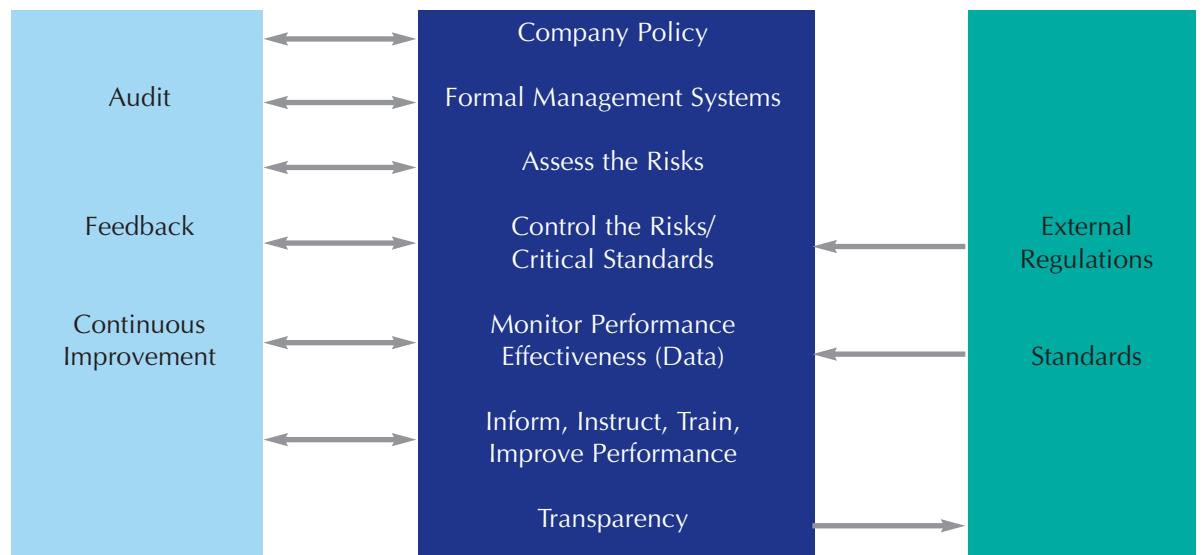 Audit
Feedback
Continuous
Improvement
Company Policy
Formal Management Systems
Assess the Risks
Control the Risks/
Critical Standards
Monitor Performance
Effectiveness (Data)
Inform, Instruct, Train,
Improve Performance
Transparency
External
Regulations
Standards